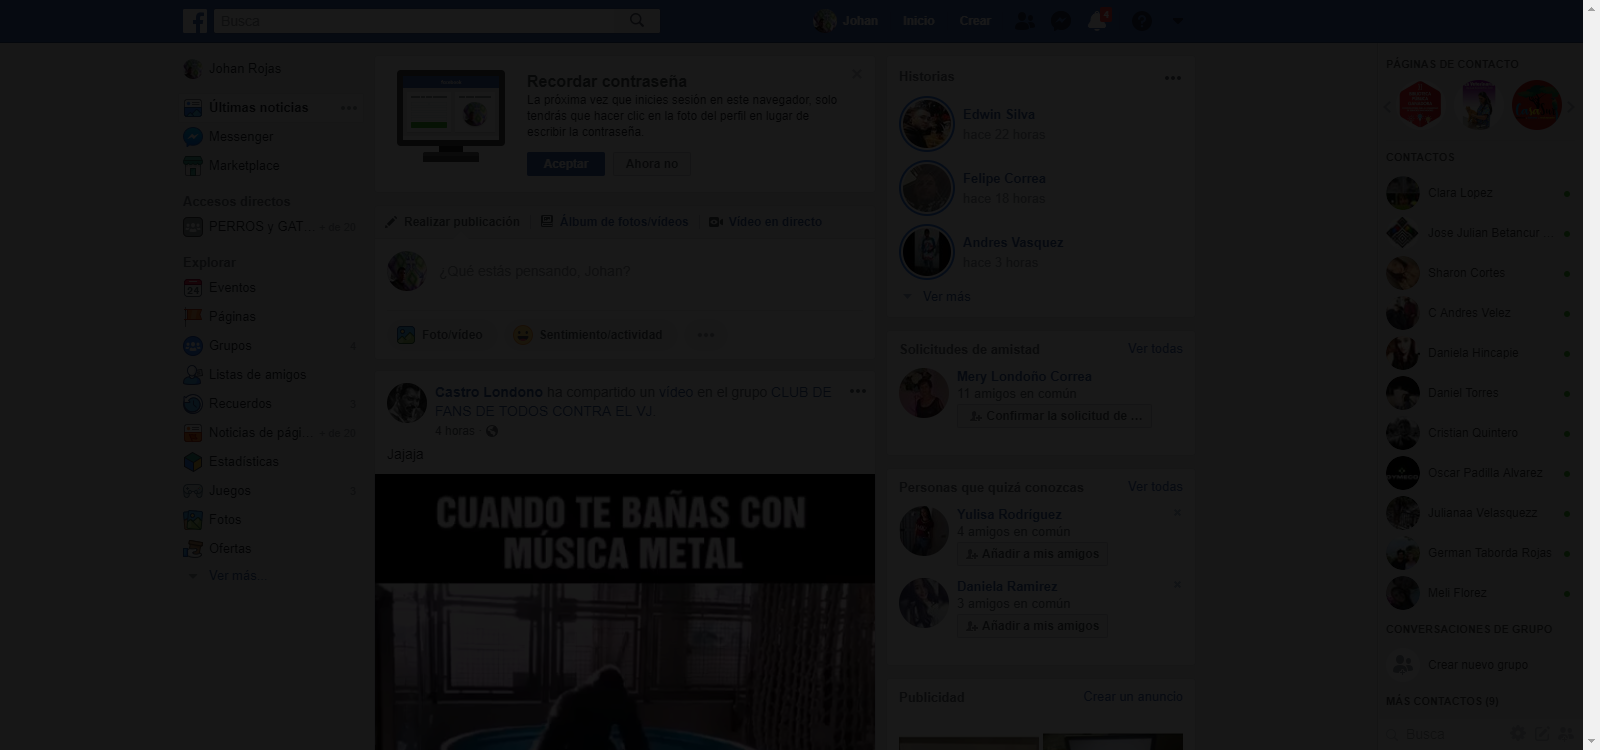 Busca
Johan
Inicio
Crear
4
Johan Rojas
Últimas noticias
Messenger
Marketplace
Accesos directos
PERROS y GAT...
+ de 20
Explorar
Eventos
24
Páginas
Grupos
Listas de amigos
Recuerdos
3
Noticias de pági...
+ de 20
Estadísticas
Juegos
Fotos
Ofertas
Ver más...
Recordar contraseña
La próxima vez que inicies sesión en este navegador, solo
tendrás que hacer clic en la foto del perfil en lugar de
escribir la contraseña.
Aceptar
Ahora no
Realizar publicación
Álbum de fotos/vídeos
Vídeo en directo
¿Qué estás pensando, Johan?
Foto/vídeo
Sentimiento/actividad
Castro Londono ha compartido un vídeo en el grupo CLUB DE
FANS DE TODOS CONTRA EL VJ.
4 horas ·
Jajaja
CUANDO TE BAÑAS CON
MÚSICA METAL
Historias
Edwin Silva
hace 22 horas
Felipe Correa
hace 18 horas
Andres Vasquez
hace 3 horas
Ver más
Solicitudes de amistad
Ver todas
Mery Londoño Correa
11 amigos en común
Confirmar la solicitud de ...
Personas que quizá conozcas
Ver todas
Yulisa Rodriguez
4 amigos en común
Añadir a mis amigos
Daniela Ramirez
3 amigos en común
Añadir a mis amigos
Publicidad
Crear un anuncio
PÁGINAS DE CONTACTO
CONTACTOS
Clara Lopez
Jose Julian Betancur ...
Sharon Cortes
C Andres Velez
Daniela Hincapie
Daniel Torres
Cristian Quintero
Oscar Padilla Alvarez
Julianaa Velasquezz
German Taborda Rojas
Meli Florez
CONVERSACIONES DE GRUPO
Crear nuevo grupo
MÁS CONTACTOS (9)
Busca